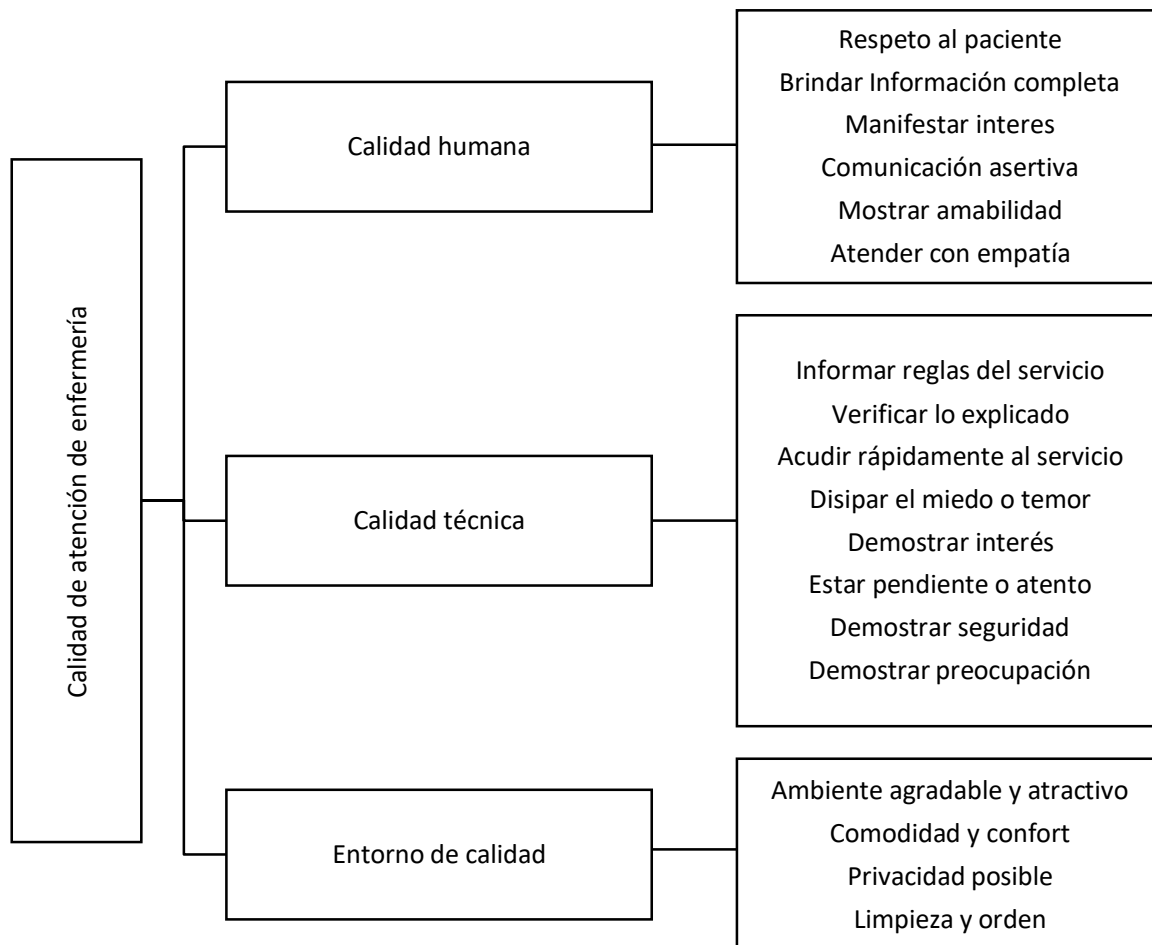 Calidad de atención de enfermería
Calidad humana
Respeto al paciente
Brindar Información completa
Manifestar interes
Comunicación asertiva
Mostrar amabilidad
Atender con empatía
Calidad técnica
Informar reglas del servicio
Verificar lo explicado
Acudir rápidamente al servicio
Disipar el miedo o temor
Demostrar interés
Estar pendiente o atento
Demostrar seguridad
Demostrar preocupación
Entorno de calidad
Ambiente agradable y atractivo
Comodidad y confort
Privacidad posible
Limpieza y orden